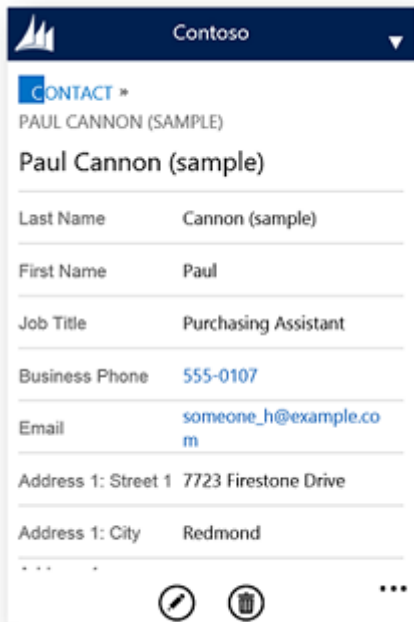 Contoso
CONTACT »
PAUL CANNON (SAMPLE)
Paul Cannon (sample)
Last Name Cannon (sample)
First Name Paul
Job Title Purchasing Assistant
Business Phone 555-0107
Email someone_h@example.co
m
Address 1: Street 1 7723 Firestone Drive
Address 1: City Redmond